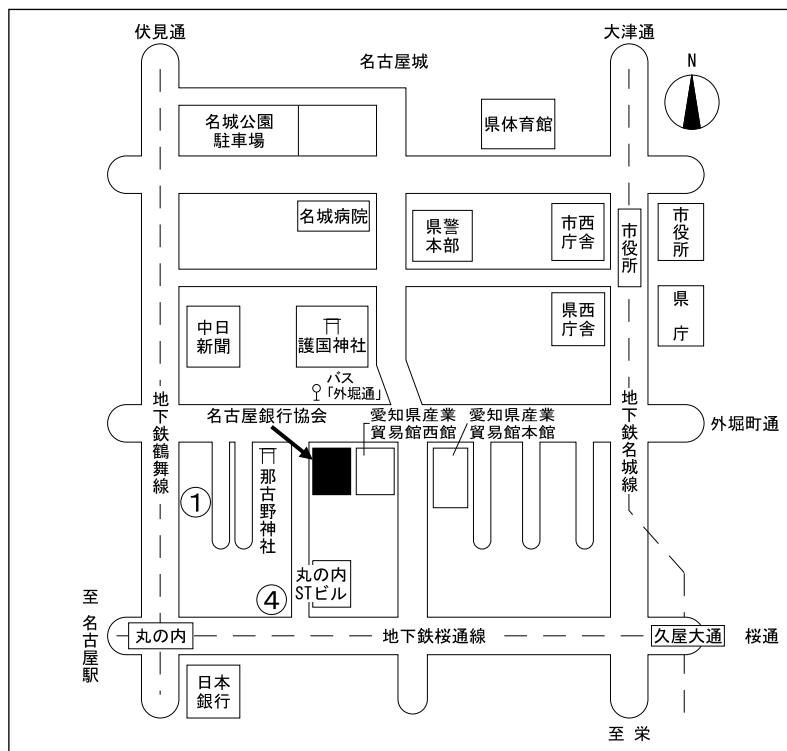 伏見通
大津通
名古屋城
N
名城公園
駐車場
県体育館
名城病院
県警
本部
市西
庁舎
市役所
市役所
中日
新聞
護国神社
県西
庁舎
県庁
バス
「外堀通」
地下鉄鶴舞線
名古屋銀行協会
愛知県産業
貿易館西館
愛知県産業
貿易館本館
地下鉄名城線
外堀町通
①
那古野神社
④
丸の内
STビル
至名古屋駅
丸の内
地下鉄桜通線
久屋大通
桜通
日本
銀行
至 栄